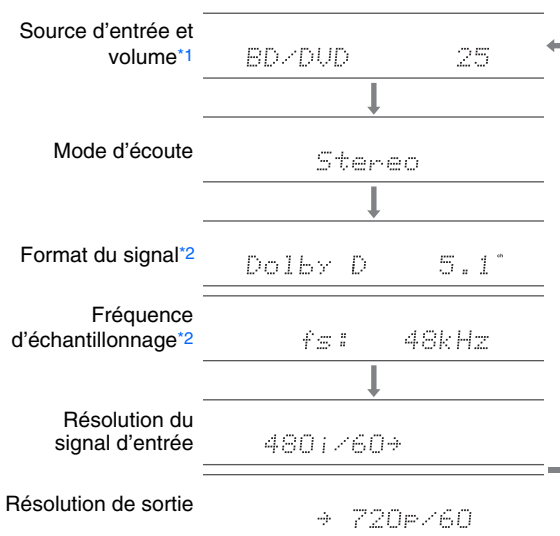 Source d'entrée et
volume*1
BD/DVD 25
Mode d'écoute
Stereo
Format du signal*2
Dolby D 5.1
Fréquence
d'échantillonnage*2
fs: 48kHz
Résolution du
signal d'entrée
480i/60→
Résolution de sortie
→ 720p/60